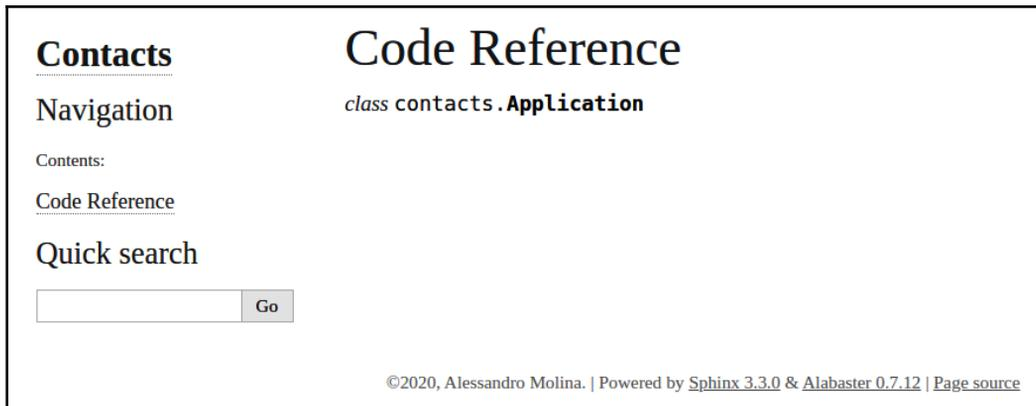 Contacts
Navigation
Contents:
Code Reference
Quick search
Go
Code Reference
class contacts.Application
©2020, Alessandro Molina. | Powered by Sphinx 3.3.0 & Alabaster 0.7.12 | Page source